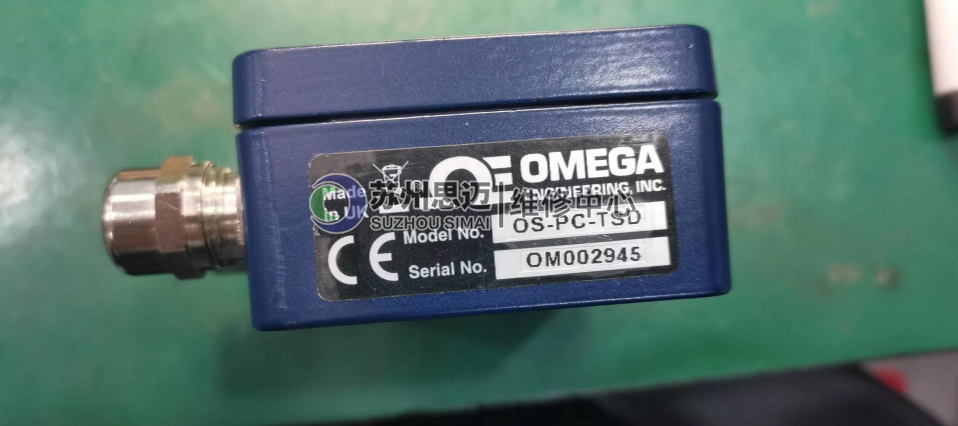 OMEGA
ENGINEERING, INC.
Made
in UK
苏州思迈|维修中心
SUZHOU SIMAI
Model No. OS-PC-TSD
CE Serial No. OM002945